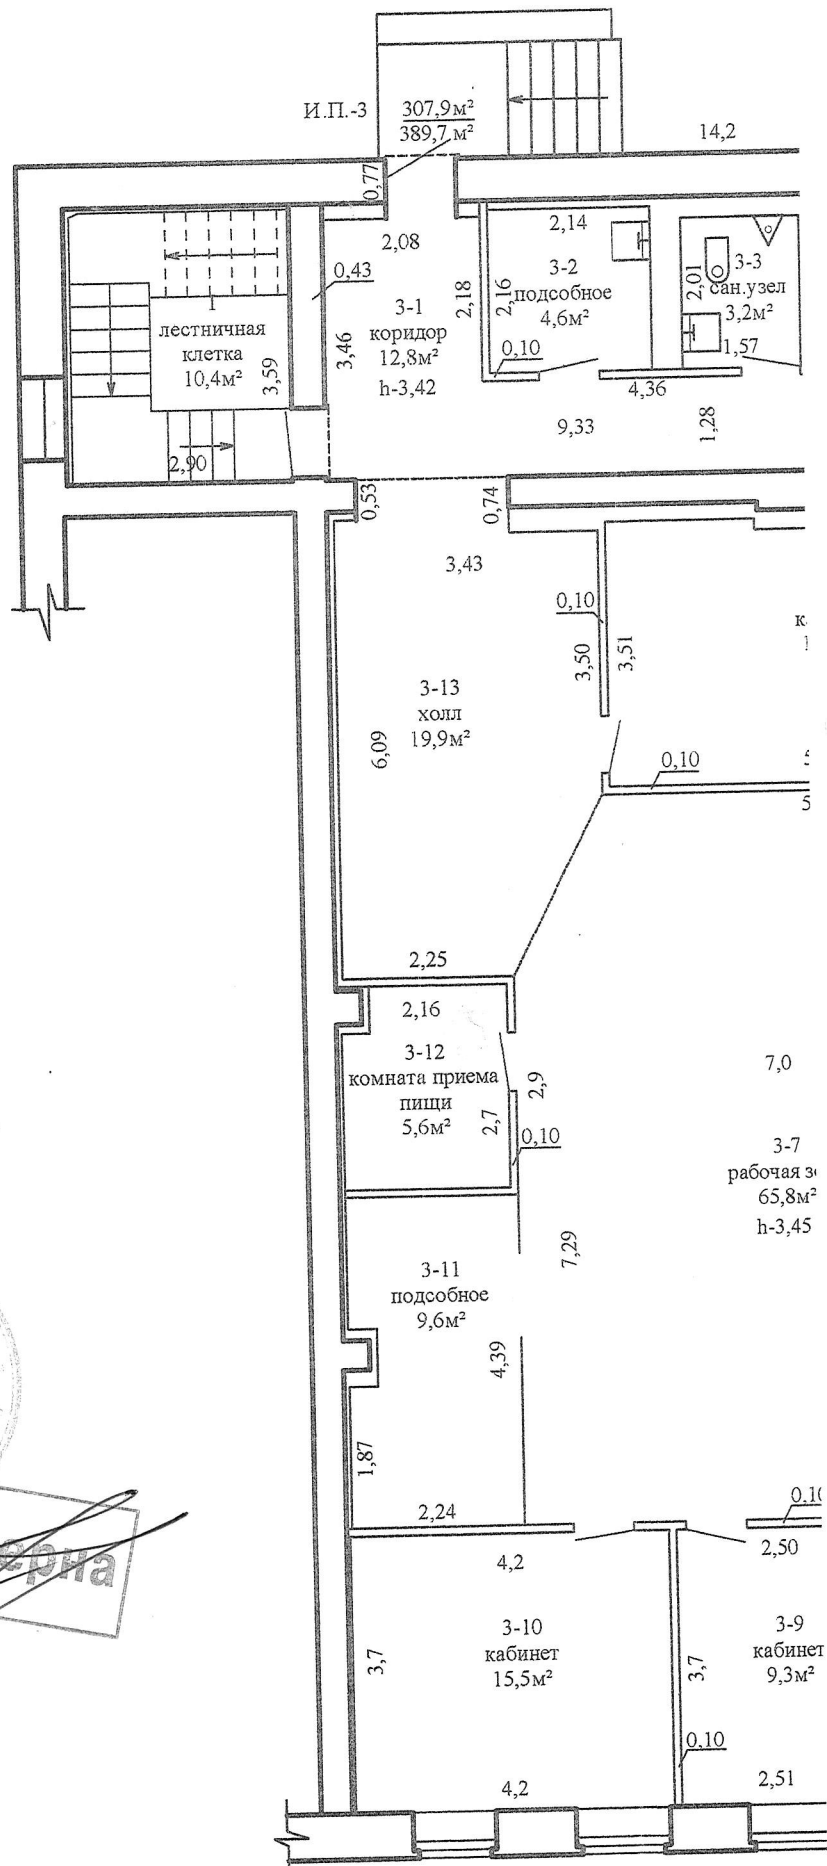 И.П.-3
307,9м²
389,7 м²
14,2
0,77
2,08
0,43
3-1
коридор
12,8м²
h-3,42
3,46
2,18
2,14
2,16
3-2
подсобное
4,6м²
0,10
2,01
3-3
сан.узел
3,2м²
1,57
1
лестничная
клетка
10,4м²
3,59
2,90
4,36
9,33
1,28
0,53
0,74
3,43
0,10
3,50
3,51
3-13
холл
19,9м²
6,09
0,10
2,25
2,16
3-12
комната приема
пищи
5,6м²
2,7
2,9
0,10
7,0
3-7
рабочая
65,8м²
h-3,45
7,29
3-11
подсобное
9,6м²
4,39
1,87
2,24
4,2
2,50
3-10
кабинет
15,5м²
3,7
3,7
3-9
кабинет
9,3м²
0,10
4,2
2,51